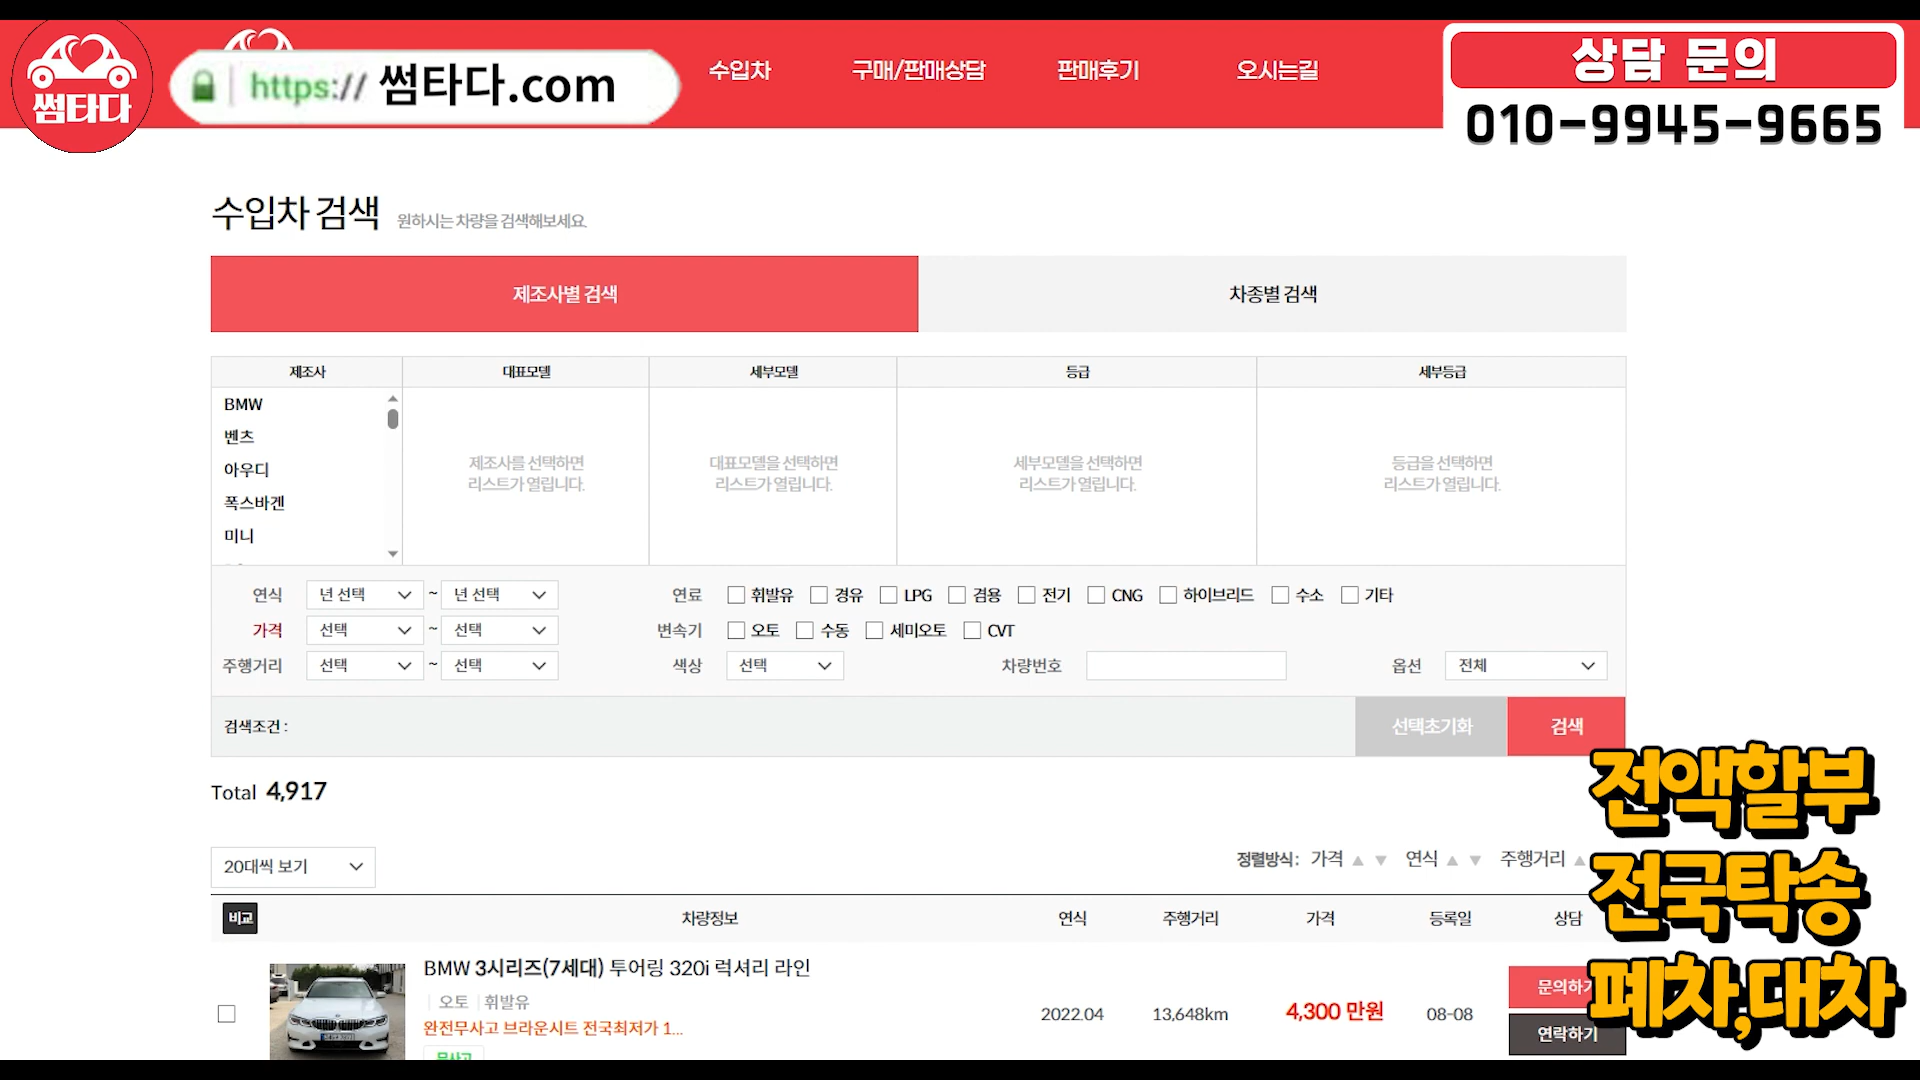 썸타다
https:// 썸타다.com
수입차
구매/판매상담
판매후기
오시는길
상담 문의
010-9945-9665
수입차 검색
원하시는 차량을 검색해보세요.
제조사별 검색
차종별 검색
제조사
대표모델
세부모델
등급
세부등급
BMW
벤츠
아우디
폭스바겐
미니
제조사를 선택하면
리스트가 열립니다.
대표모델을 선택하면
리스트가 열립니다.
세부모델을 선택하면
리스트가 열립니다.
등급을 선택하면
리스트가 열립니다.
연식 년 선택 ~ 년 선택
연료 휘발유 경유 LPG 겸용 전기 CNG 하이브리드 수소 기타
가격 선택 ~ 선택
변속기 오토 수동 세미오토 CVT
주행거리 선택 ~ 선택
색상 선택
차량번호
옵션 전체
검색조건 :
선택초기화
검색
Total 4,917
20대씩 보기
정렬방식 : 가격 ▲ ▼ 연식 ▲ ▼ 주행거리 ▲
비교
차량정보
연식
주행거리
가격
등록일
상담
BMW 3시리즈(7세대) 투어링 320i 럭셔리 라인
오토 | 휘발유
완전무사고 브라운시트 전국최저가 1...
2022.04
13,648km
4,300 만원
08-08
문의하기
연락하기
전액할부
전국탁송
폐차,대차